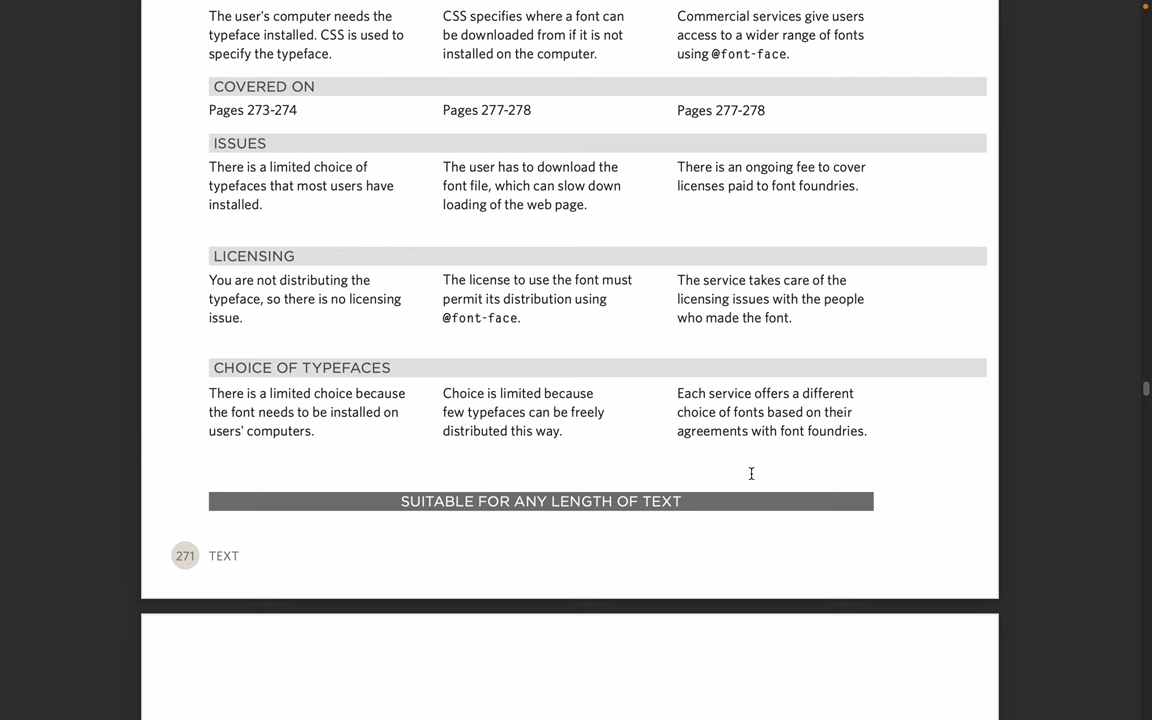 The user's computer needs the
typeface installed. CSS is used to
specify the typeface.
CSS specifies where a font can
be downloaded from if it is not
installed on the computer.
Commercial services give users
access to a wider range of fonts
using @font-face.
COVERED ON
Pages 273-274
Pages 277-278
Pages 277-278
ISSUES
There is a limited choice of
typefaces that most users have
installed.
The user has to download the
font file, which can slow down
loading of the web page.
There is an ongoing fee to cover
licenses paid to font foundries.
LICENSING
You are not distributing the
typeface, so there is no licensing
issue.
The license to use the font must
permit its distribution using
@font-face.
The service takes care of the
licensing issues with the people
who made the font.
CHOICE OF TYPEFACES
There is a limited choice because
the font needs to be installed on
users' computers.
Choice is limited because
few typefaces can be freely
distributed this way.
Each service offers a different
choice of fonts based on their
agreements with font foundries.
SUITABLE FOR ANY LENGTH OF TEXT
271 TEXT